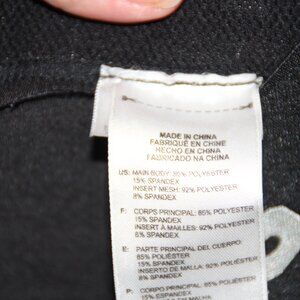 MADE IN CHINA
FABRIQUÉ EN CHINE
HECHO EN CHINA
FABRICADO NA CHINA
US: MAIN BODY: 85% POLYESTER
15% SPANDEX
INSERT MESH: 92% POLYESTER
8% SPANDEX
F: CORPS PRINCIPAL: 85% POLYESTER
15% SPANDEX
INSERT À MAILLES: 92% POLYESTER
8% SPANDEX
E: PARTE PRINCIPAL DEL CUERPO:
85% POLIÉSTER
15% SPANDEX
INSERTO DE MALLA: 92% POLIÉSTER
8% SPANDEX
P: CORPO PRINCIPAL: 85% POLIÉSTER